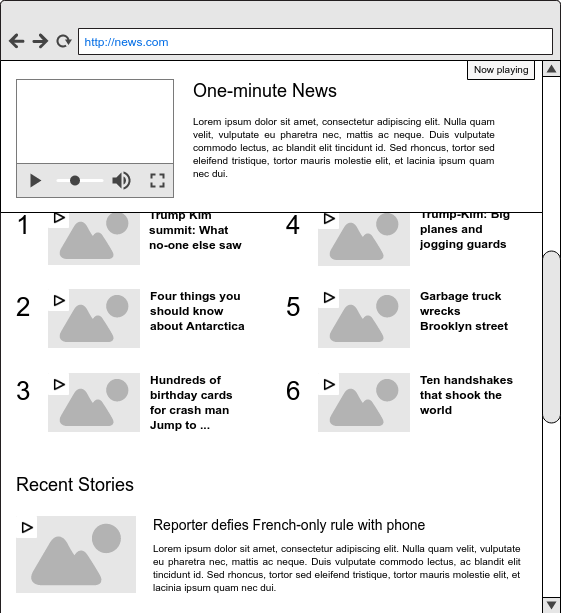 http://news.com
Now playing
One-minute News
Lorem ipsum dolor sit amet, consectetur adipiscing elit. Nulla quam
velit, vulputate eu pharetra nec, mattis ac neque. Duis vulputate
commodo lectus, ac blandit elit tincidunt id. Sed rhoncus, tortor sed
eleifend tristique, tortor mauris molestie elit, et lacinia ipsum quam
nec dui.
1
Trump Kim
summit: What
no-one else saw
4
Trump-Kim: Big
planes and
jogging guards
2
Four things you
should know
about Antarctica
5
Garbage truck
wrecks
Brooklyn street
3
Hundreds of
birthday cards
for crash man
Jump to ...
6
Ten handshakes
that shook the
world
Recent Stories
Reporter defies French-only rule with phone
Lorem ipsum dolor sit amet, consectetur adipiscing elit. Nulla quam velit, vulputate
eu pharetra nec, mattis ac neque. Duis vulputate commodo lectus, ac blandit elit
tincidunt id. Sed rhoncus, tortor sed eleifend tristique, tortor mauris molestie elit, et
lacinia ipsum quam nec dui.